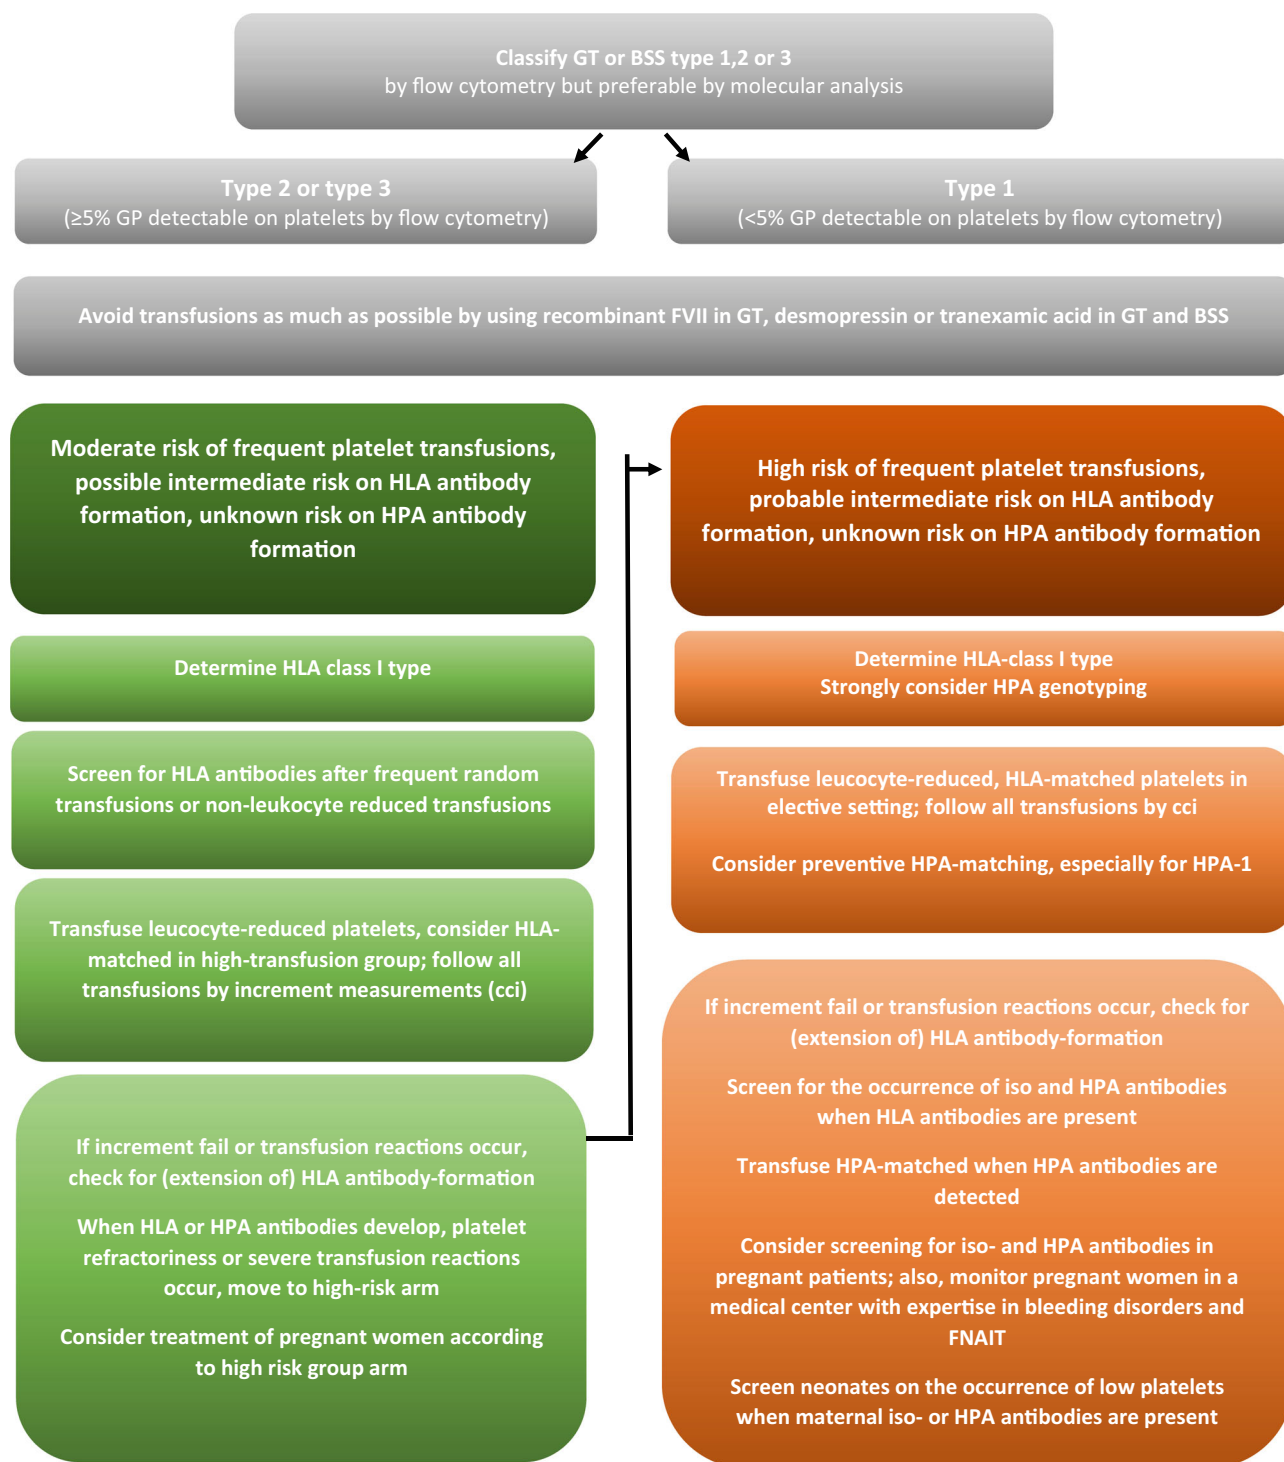 Classify GT or BSS type 1,2 or 3
by flow cytometry but preferable by molecular analysis
Type 2 or type 3
(≥5% GP detectable on platelets by flow cytometry)
Type 1
(<5% GP detectable on platelets by flow cytometry)
Avoid transfusions as much as possible by using recombinant FVII in GT, desmopressin or tranexamic acid in GT and BSS
Moderate risk of frequent platelet transfusions,
possible intermediate risk on HLA antibody
formation, unknown risk on HPA antibody
formation
Determine HLA class I type
Screen for HLA antibodies after frequent random
transfusions or non-leukocyte reduced transfusions
Transfuse leucocyte-reduced platelets, consider HLA-
matched in high-transfusion group; follow all
transfusions by increment measurements (cci)
If increment fail or transfusion reactions occur,
check for (extension of) HLA antibody-formation
When HLA or HPA antibodies develop, platelet
refractoriness or severe transfusion reactions
occur, move to high-risk arm
Consider treatment of pregnant women according
to high risk group arm
High risk of frequent platelet transfusions,
probable intermediate risk on HLA antibody
formation, unknown risk on HPA antibody formation
Determine HLA-class I type
Strongly consider HPA genotyping
Transfuse leucocyte-reduced, HLA-matched platelets in
elective setting; follow all transfusions by cci
Consider preventive HPA-matching, especially for HPA-1
If increment fail or transfusion reactions occur, check for
(extension of) HLA antibody-formation
Screen for the occurrence of iso and HPA antibodies
when HLA antibodies are present
Transfuse HPA-matched when HPA antibodies are
detected
Consider screening for iso- and HPA antibodies in
pregnant patients; also, monitor pregnant women in a
medical center with expertise in bleeding disorders and
FNAIT
Screen neonates on the occurrence of low platelets
when maternal iso- or HPA antibodies are present